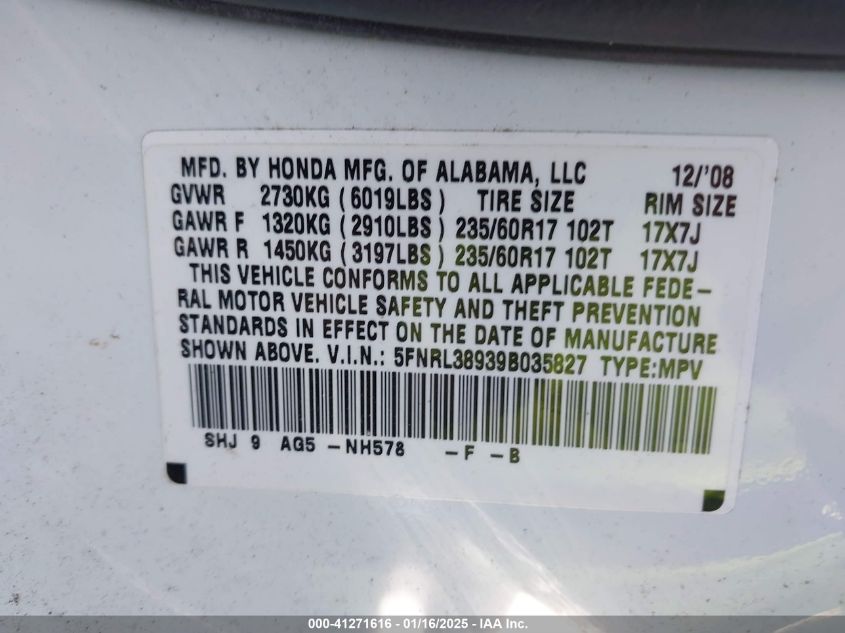 MFD. BY HONDA MFG. OF ALABAMA, LLC 12/'08
GVWR 2730KG (6019LBS) TIRE SIZE RIM SIZE
GAWR F 1320KG (2910LBS) 235/60R17 102T 17X7J
GAWR R 1450KG (3197LBS) 235/60R17 102T 17X7J
THIS VEHICLE CONFORMS TO ALL APPLICABLE FEDE-
RAL MOTOR VEHICLE SAFETY AND THEFT PREVENTION
STANDARDS IN EFFECT ON THE DATE OF MANUFACTURE
SHOWN ABOVE. V.I.N.: 5FNRL38939B035827 TYPE:MPV
SHJ 9 AG5 -NH578 -F -B
000-41271616 - 01/16/2025 - IAA Inc.